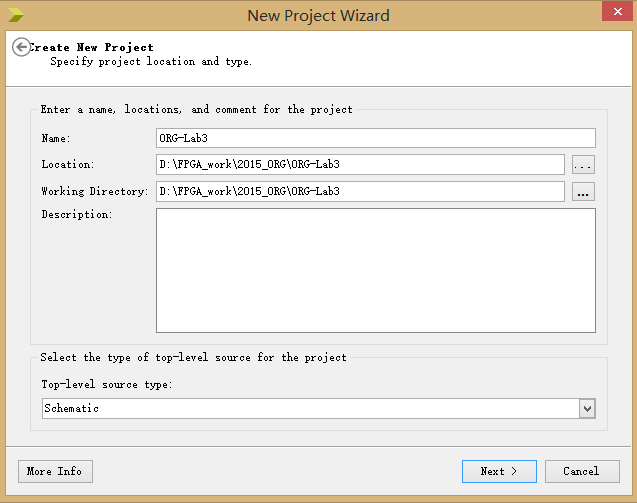 New Project Wizard
Create New Project
Specify project location and type.
Enter a name, locations, and comment for the project
Name: ORG-Lab3
Location: D:\FPGA_work\2015_ORG\ORG-Lab3 ...
Working Directory: D:\FPGA_work\2015_ORG\ORG-Lab3 ...
Description:
Select the type of top-level source for the project
Top-level source type:
Schematic
More Info Next > Cancel